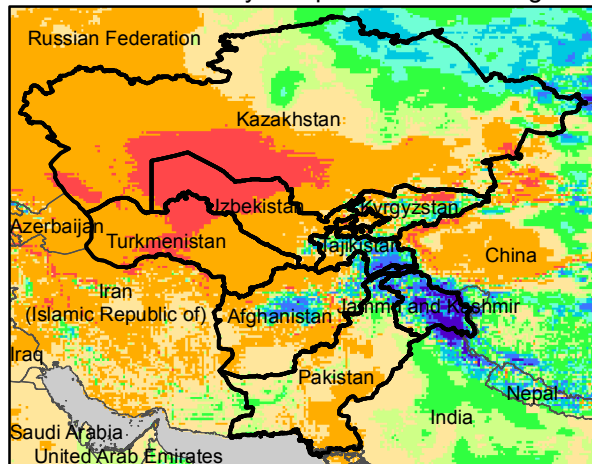 Russian Federation
Kazakhstan
Uzbekistan
Kyrgyzstan
Azerbaijan
Turkmenistan
Tajikistan
China
Iran
(Islamic Republic of)
Afghanistan
Jammu and Kashmir
Iraq
Pakistan
Nepal
India
Saudi Arabia
United Arab Emirates